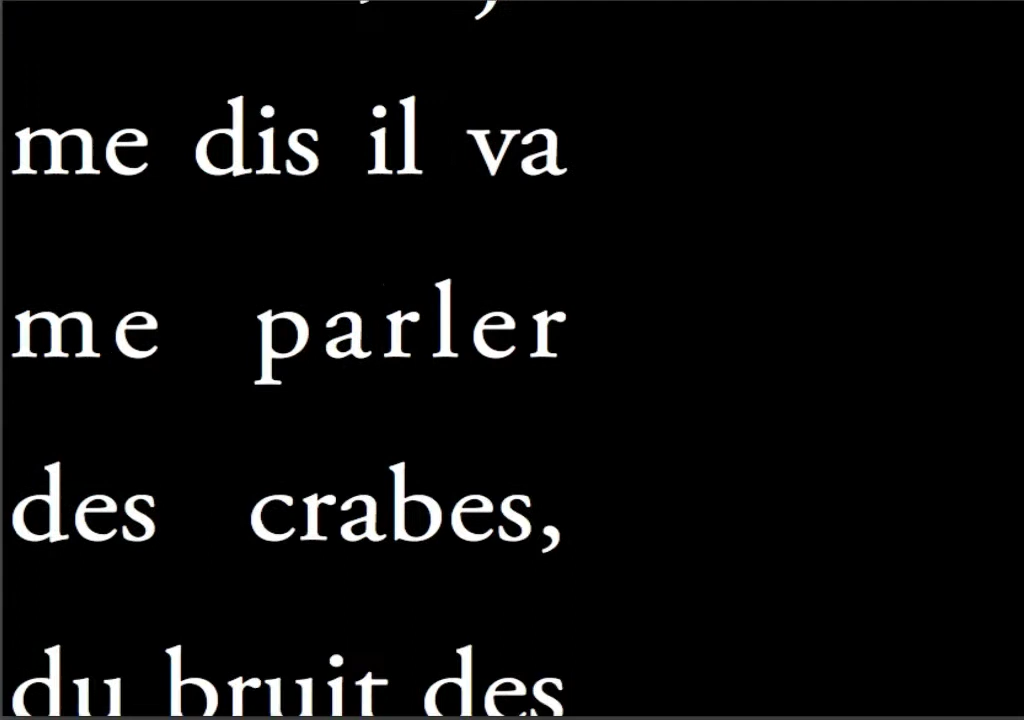 me dis il va
me parler
des crabes,
du bruit des